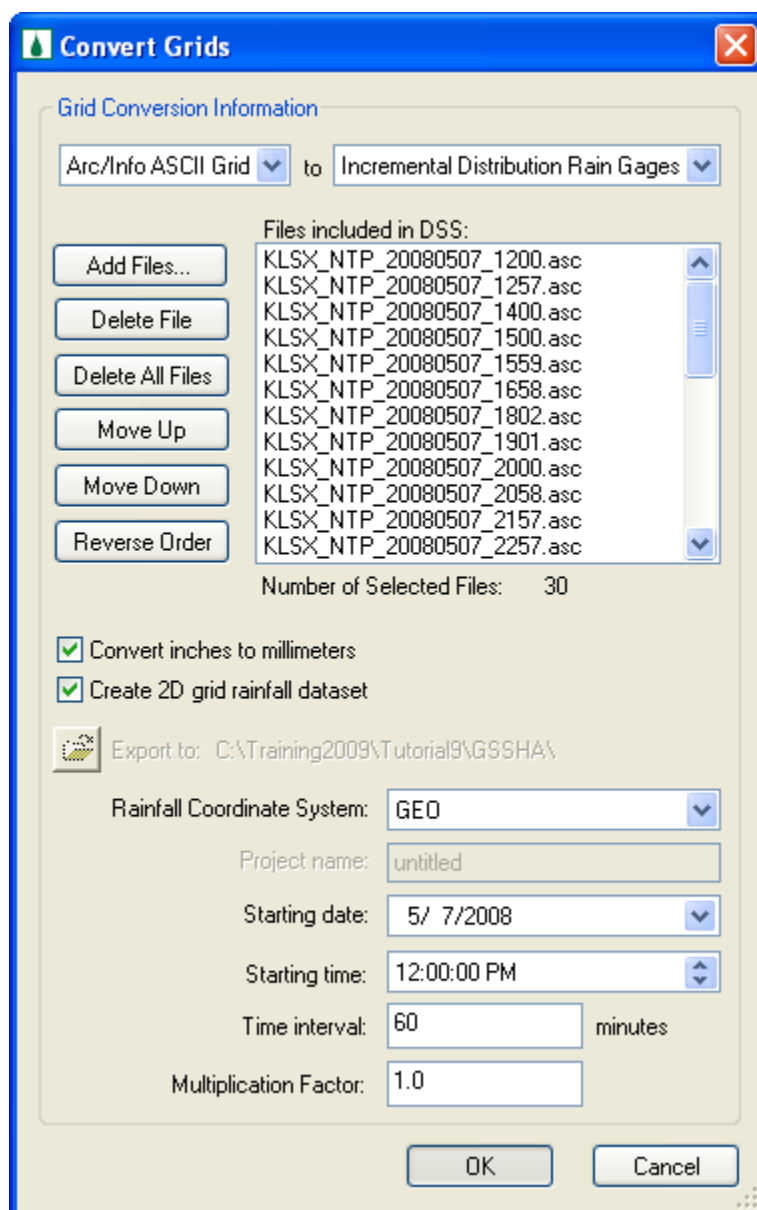 Convert Grids
Grid Conversion Information
Arc/Info ASCII Grid to Incremental Distribution Rain Gages
Files included in DSS:
Add Files...
Delete File
Delete All Files
Move Up
Move Down
Reverse Order
KLSX_NTP_20080507_1200.asc
KLSX_NTP_20080507_1257.asc
KLSX_NTP_20080507_1400.asc
KLSX_NTP_20080507_1500.asc
KLSX_NTP_20080507_1559.asc
KLSX_NTP_20080507_1658.asc
KLSX_NTP_20080507_1802.asc
KLSX_NTP_20080507_1901.asc
KLSX_NTP_20080507_2000.asc
KLSX_NTP_20080507_2058.asc
KLSX_NTP_20080507_2157.asc
KLSX_NTP_20080507_2257.asc
Number of Selected Files: 30
Convert inches to millimeters
Create 2D grid rainfall dataset
Export to: C:\Training2009\Tutorial9\GSSHA\
Rainfall Coordinate System: GEO
Project name: untitled
Starting date: 5/ 7/2008
Starting time: 12:00:00 PM
Time interval: 60 minutes
Multiplication Factor: 1.0
OK Cancel